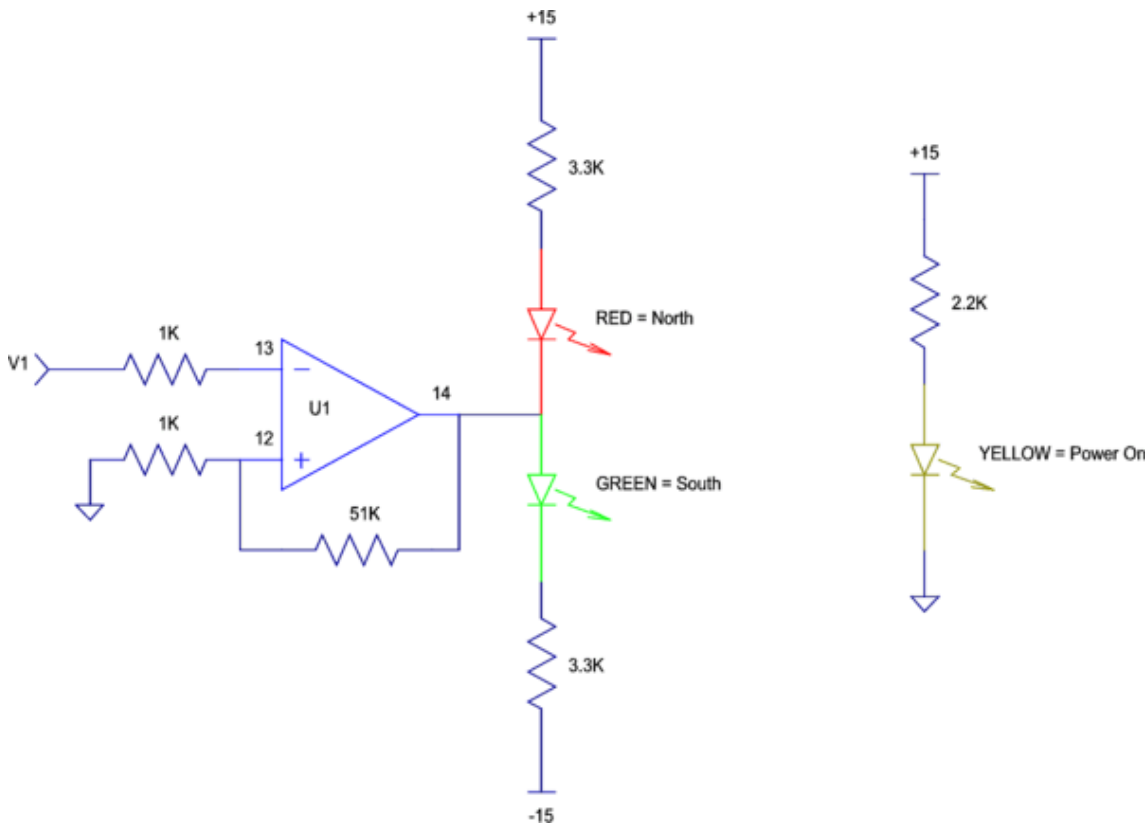 +15
3.3K
+15
2.2K
RED = North
1K
13
V1
14
U1
1K
12
YELLOW = Power On
GREEN = South
51K
3.3K
-15